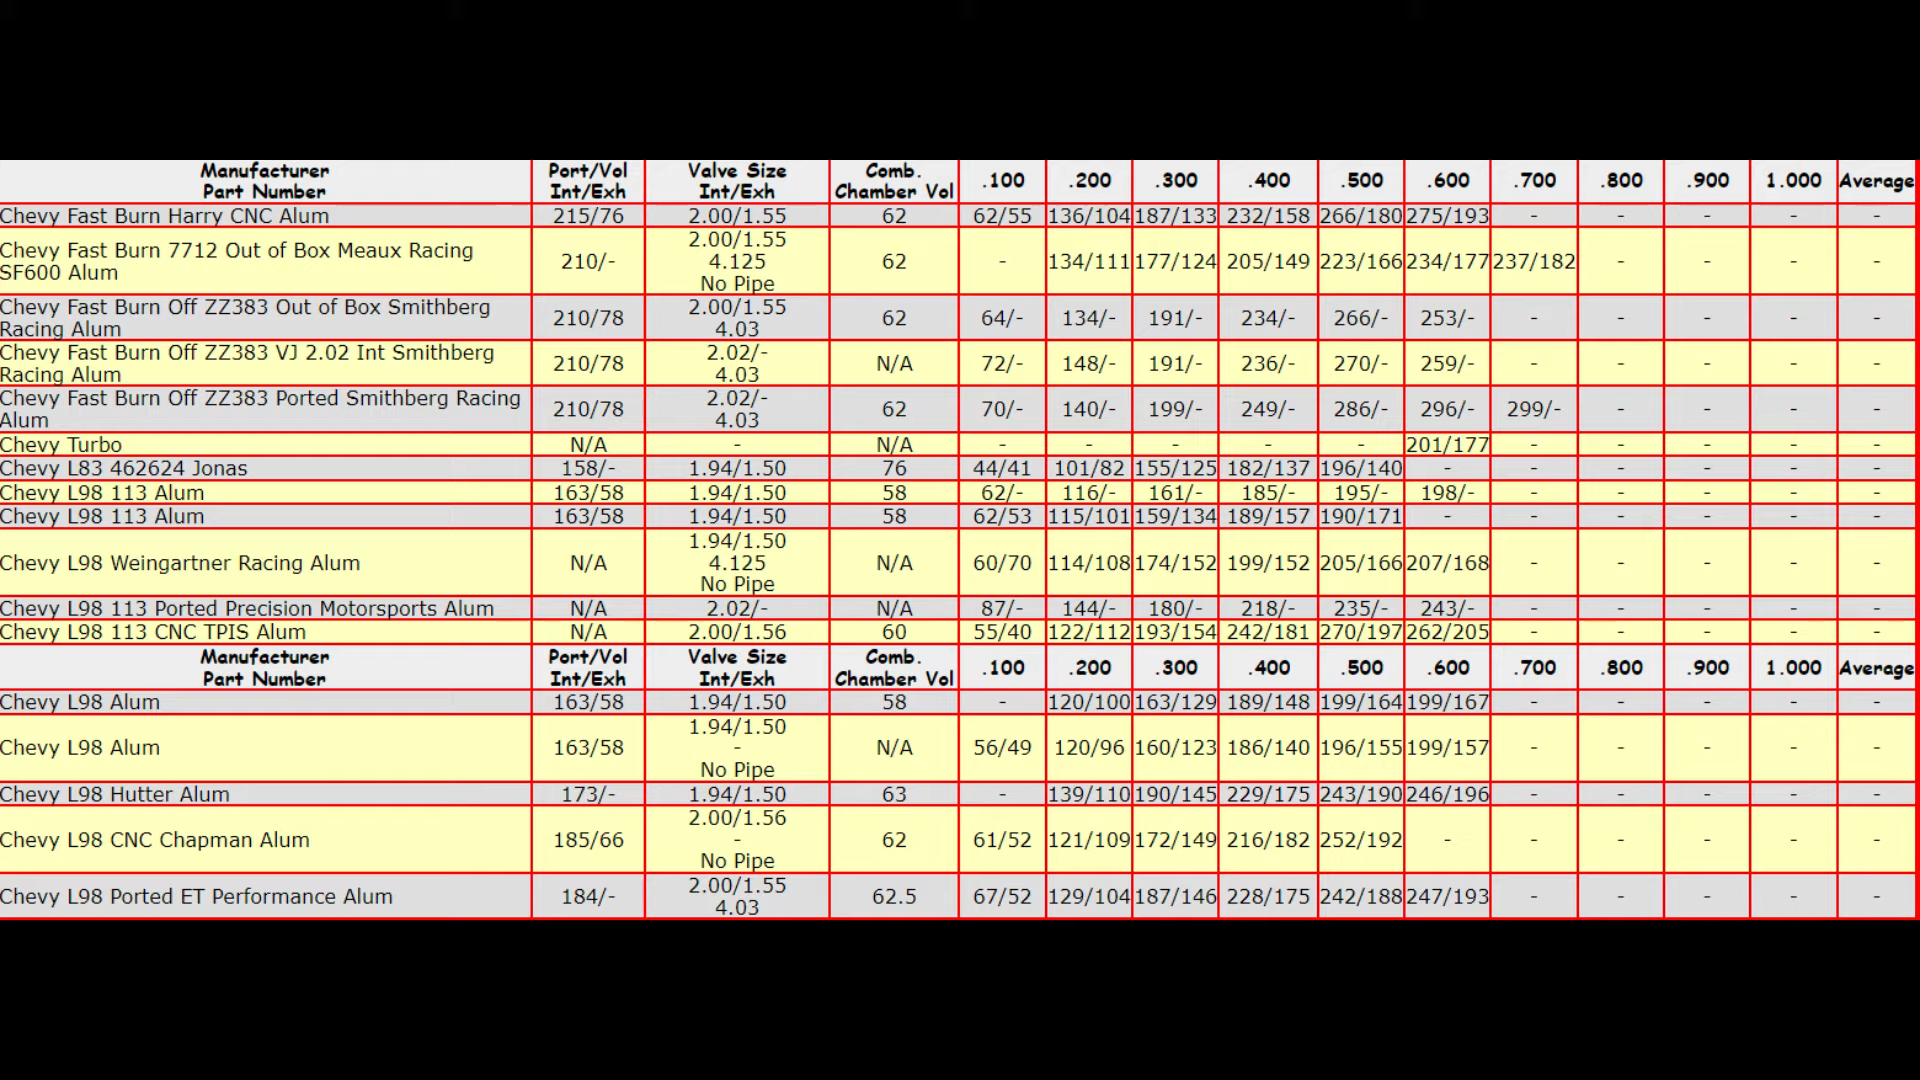 Manufacturer Part Number Port/Vol Int/Exh Valve Size Int/Exh Comb. Chamber Vol .100 .200 .300 .400 .500 .600 .700 .800 .900 1.000 Average
Chevy Fast Burn Harry CNC Alum 215/76 2.00/1.55 62 62/55 136/104 187/133 232/158 266/180 275/193 - - - - -
Chevy Fast Burn 7712 Out of Box Meaux Racing SF600 Alum 210/- 2.00/1.55 4.125 No Pipe 62 - 134/111 177/124 205/149 223/166 234/177 237/182 - - - -
Chevy Fast Burn Off ZZ383 Out of Box Smithberg Racing Alum 210/78 2.00/1.55 4.03 62 64/- 134/- 191/- 234/- 266/- 253/- - - - - -
Chevy Fast Burn Off ZZ383 VJ 2.02 Int Smithberg Racing Alum 210/78 2.02/- 4.03 N/A 72/- 148/- 191/- 236/- 270/- 259/- - - - - -
Chevy Fast Burn Off ZZ383 Ported Smithberg Racing Alum 210/78 2.02/- 4.03 62 70/- 140/- 199/- 249/- 286/- 296/- 299/- - - - -
Chevy Turbo N/A - N/A - - - - - 201/177 - - - - -
Chevy L83 462624 Jonas 158/- 1.94/1.50 76 44/41 101/82 155/125 182/137 196/140 - - - - - -
Chevy L98 113 Alum 163/58 1.94/1.50 58 62/- 116/- 161/- 185/- 195/- 198/- - - - - -
Chevy L98 113 Alum 163/58 1.94/1.50 58 62/53 115/101 159/134 189/157 190/171 - - - - - -
Chevy L98 Weingartner Racing Alum N/A 1.94/1.50 4.125 No Pipe N/A 60/70 114/108 174/152 199/152 205/166 207/168 - - - - -
Chevy L98 113 Ported Precision Motorsports Alum N/A 2.02/- N/A 87/- 144/- 180/- 218/- 235/- 243/- - - - - -
Chevy L98 113 CNC TPIS Alum N/A 2.00/1.56 60 55/40 122/112 193/154 242/181 270/197 262/205 - - - - -
Manufacturer Part Number Port/Vol Int/Exh Valve Size Int/Exh Comb. Chamber Vol .100 .200 .300 .400 .500 .600 .700 .800 .900 1.000 Average
Chevy L98 Alum 163/58 1.94/1.50 58 - 120/100 163/129 189/148 199/164 199/167 - - - - -
Chevy L98 Alum 163/58 1.94/1.50 - No Pipe N/A 56/49 120/96 160/123 186/140 196/155 199/157 - - - - -
Chevy L98 Hutter Alum 173/- 1.94/1.50 63 - 139/110 190/145 229/175 243/190 246/196 - - - - -
Chevy L98 CNC Chapman Alum 185/66 2.00/1.56 - No Pipe 62 61/52 121/109 172/149 216/182 252/192 - - - - - -
Chevy L98 Ported ET Performance Alum 184/- 2.00/1.55 4.03 62.5 67/52 129/104 187/146 228/175 242/188 247/193 - - - - -